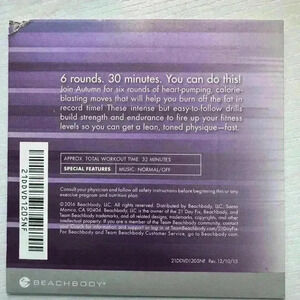 6 rounds. 30 minutes. You can do this!
Join Autumn for six rounds of heart-pumping, calorie-
blasting moves that will help you burn off the fat in
record time! These intense but easy-to-follow drills
build strength and endurance to fire up your fitness
levels so you can get a lean, toned physique—fast.
APPROX. TOTAL WORKOUT TIME | 32 MINUTES
SPECIAL FEATURES | MUSIC: NORMAL/OFF
Consult your physician and follow all safety instructions before beginning this or any
exercise program and nutrition plan.
© 2016 Beachbody, LLC. All rights reserved. Distributed by Beachbody, LLC, Santa
Monica, CA 90404. Beachbody, LLC is the owner of the 21 Day Fix, Beachbody, and
Team Beachbody trademarks, and all related designs, trademarks, copyrights, and other
intellectual property. If you are a Team Beachbody community member, contact
your Coach for information and support or log in at TeamBeachbody.com/21DayFix.
For Beachbody and Team Beachbody Customer Service, go to Beachbody.com.
21DDVD1205NF Rev. 12/10/15
BEACHBODY®
21DDVD1205NF